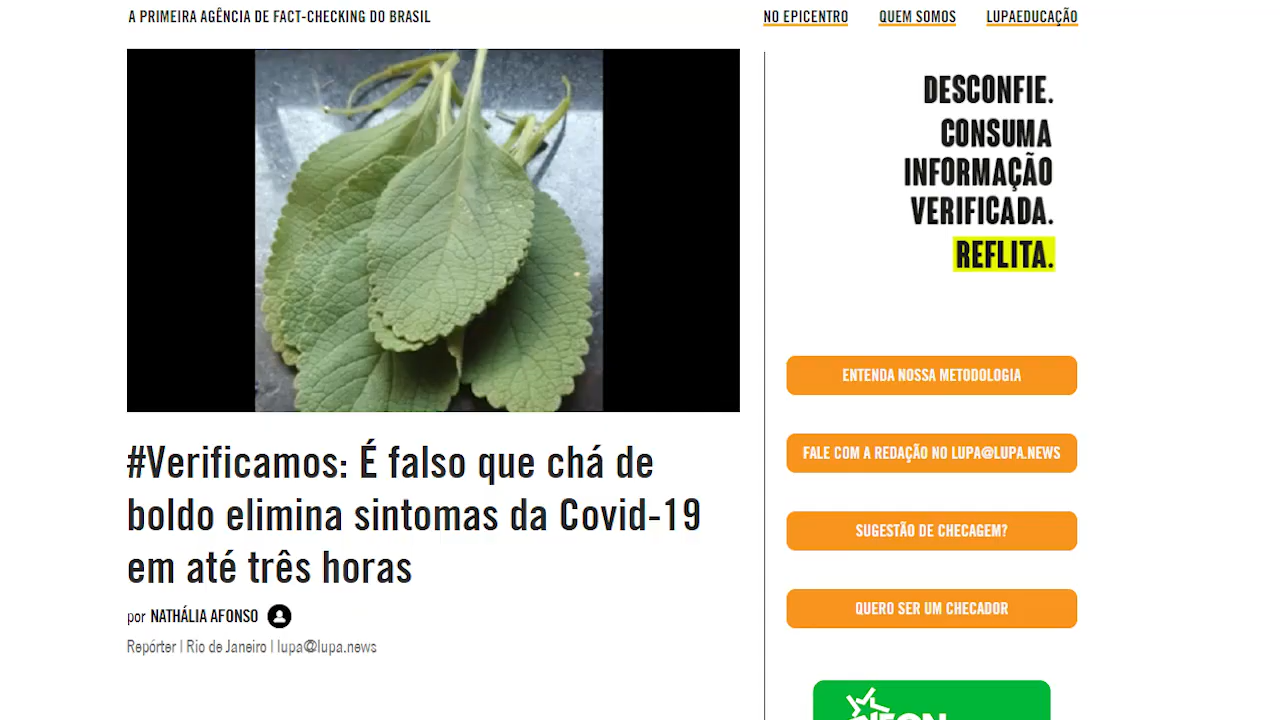 A PRIMEIRA AGÊNCIA DE FACT-CHECKING DO BRASIL
NO EPICENTRO QUEM SOMOS LUPAEDUCAÇÃO
DESCONFIE.
CONSUMA
INFORMAÇÃO
VERIFICADA.
REFLITA.
#Verificamos: É falso que chá de
boldo elimina sintomas da Covid-19
em até três horas
por NATHÁLIA AFONSO
Repórter | Rio de Janeiro | lupa@lupa.news
ENTENDA NOSSA METODOLOGIA
FALE COM A REDAÇÃO NO LUPA@LUPA.NEWS
SUGESTÃO DE CHECAGEM?
QUERO SER UM CHECADOR